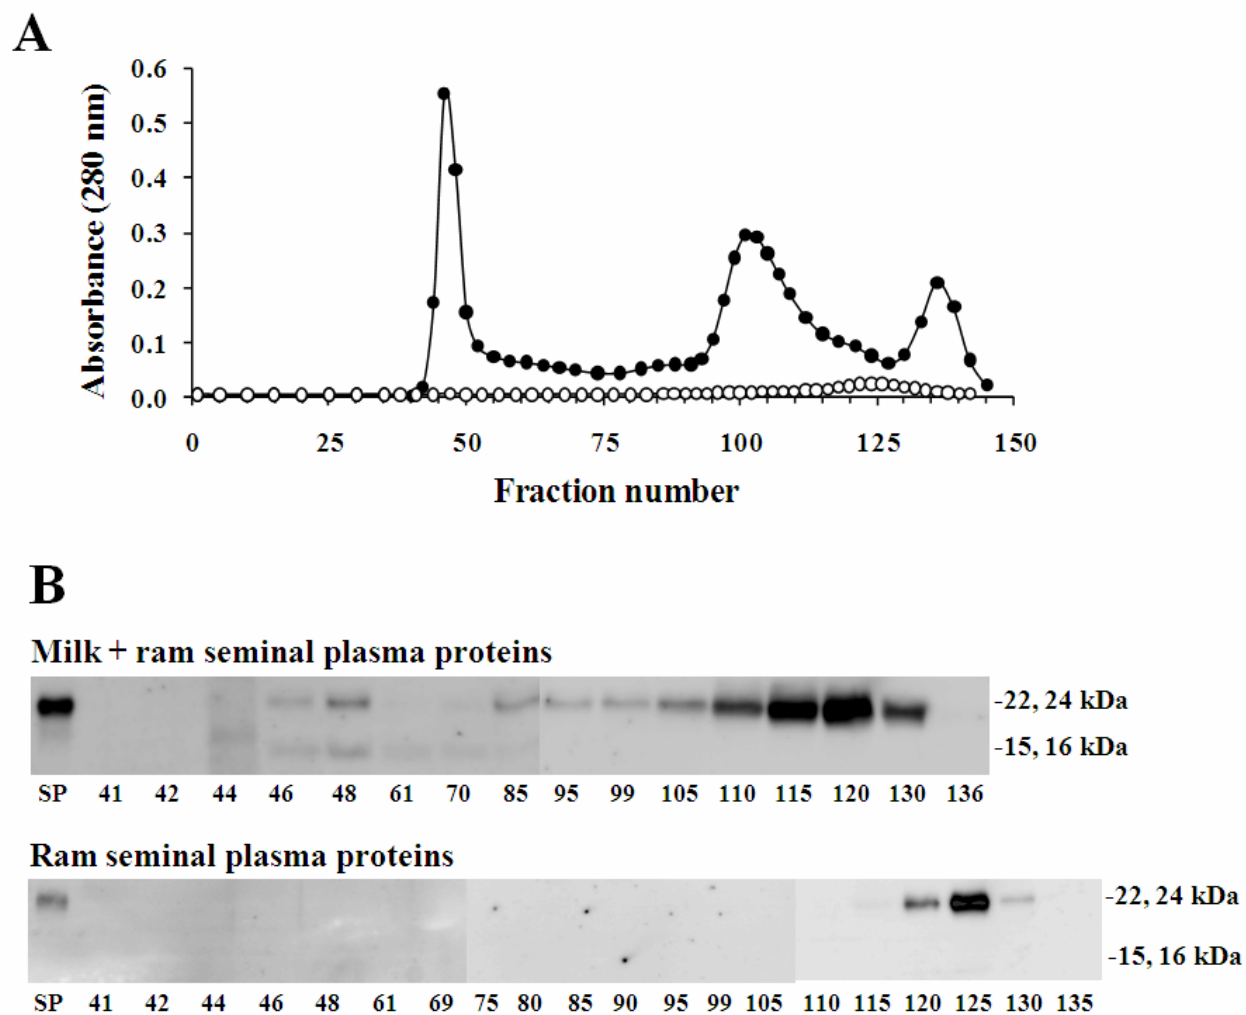 A
0.6
0.5
0.4
0.3
0.2
0.1
0.0
Absorbance (280 nm)
0 25 50 75 100 125 150
Fraction number
B
Milk + ram seminal plasma proteins
-22, 24 kDa
-15, 16 kDa
SP 41 42 44 46 48 61 70 85 95 99 105 110 115 120 130 136
Ram seminal plasma proteins
-22, 24 kDa
-15, 16 kDa
SP 41 42 44 46 48 61 69 75 80 85 90 95 99 105 110 115 120 125 130 135